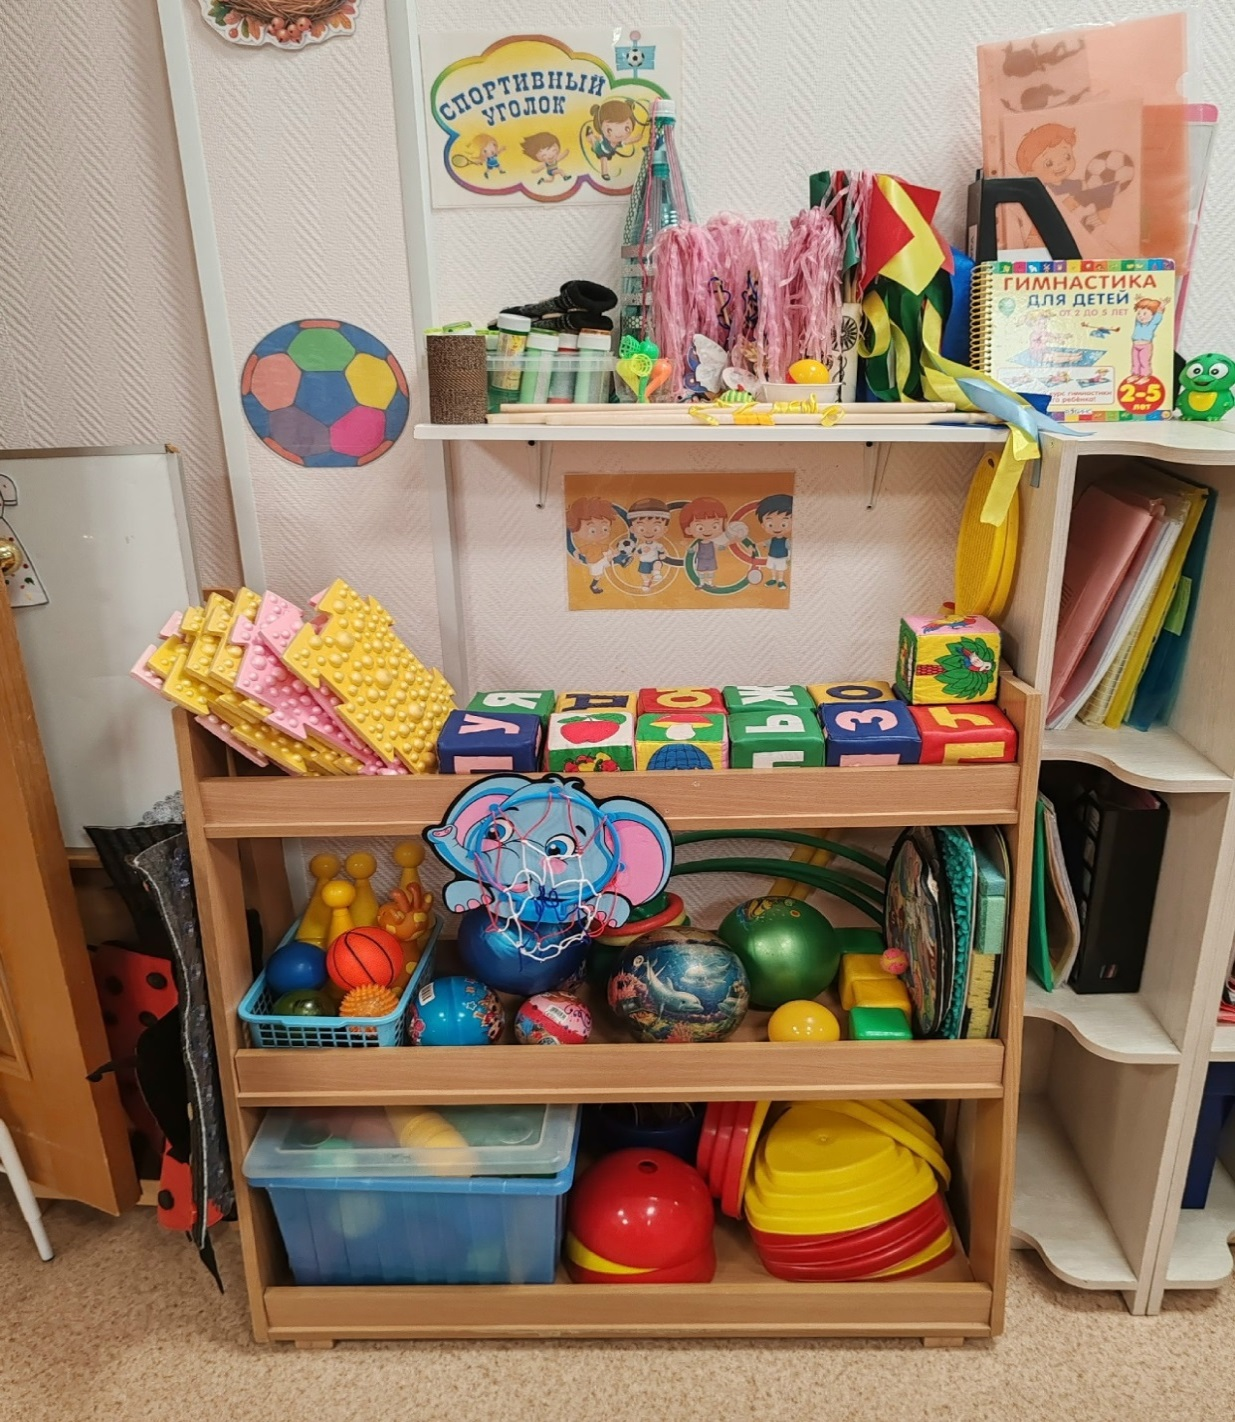 СПОРТИВНЫЙ
УГОЛОК
ГИМНАСТИКА
ДЛЯ ДЕТЕЙ
ОТ 2 ДО 5 ЛЕТ
2-5
ЛЕТ
Я
Д
О
Ж
О
У
З
Ь